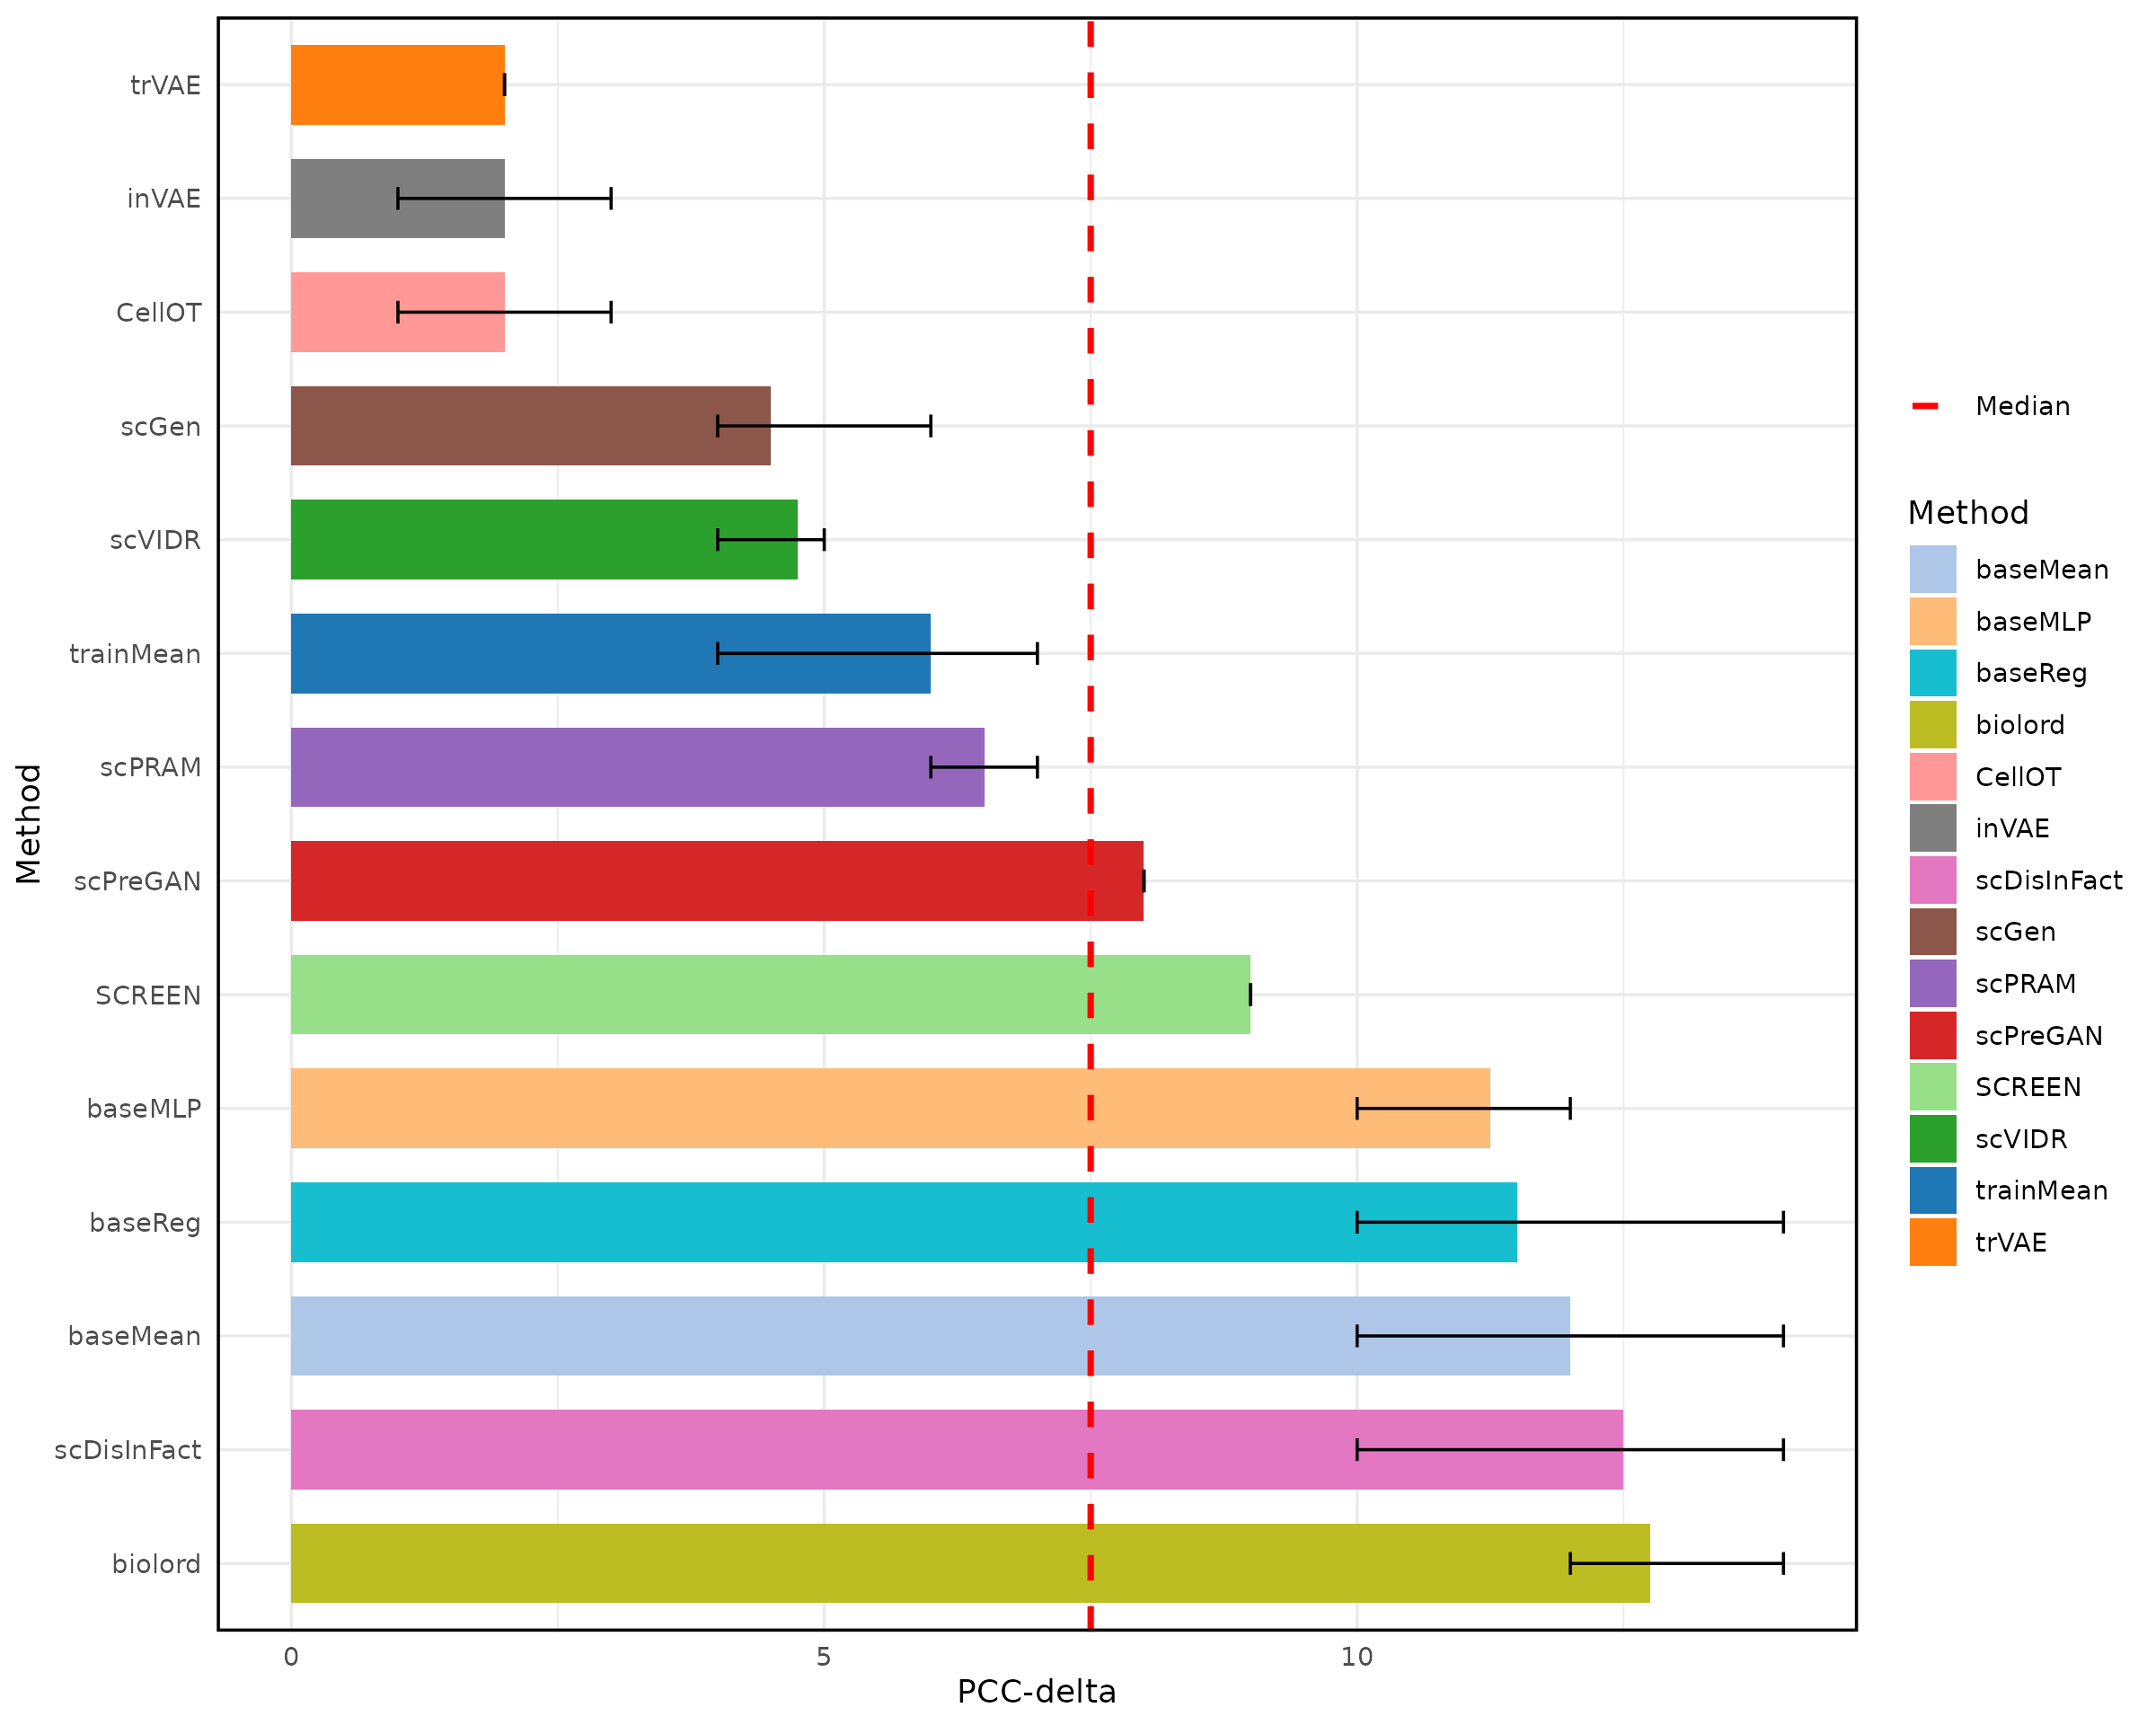 trVAE
inVAE
CellOT
scGen
scVIDR
trainMean
scPRAM
scPreGAN
SCREEN
baseMLP
baseReg
baseMean
scDisInFact
biolord
Method
0 5 10
PCC-delta
Median
Method
baseMean
baseMLP
baseReg
biolord
CellOT
inVAE
scDisInFact
scGen
scPRAM
scPreGAN
SCREEN
scVIDR
trainMean
trVAE